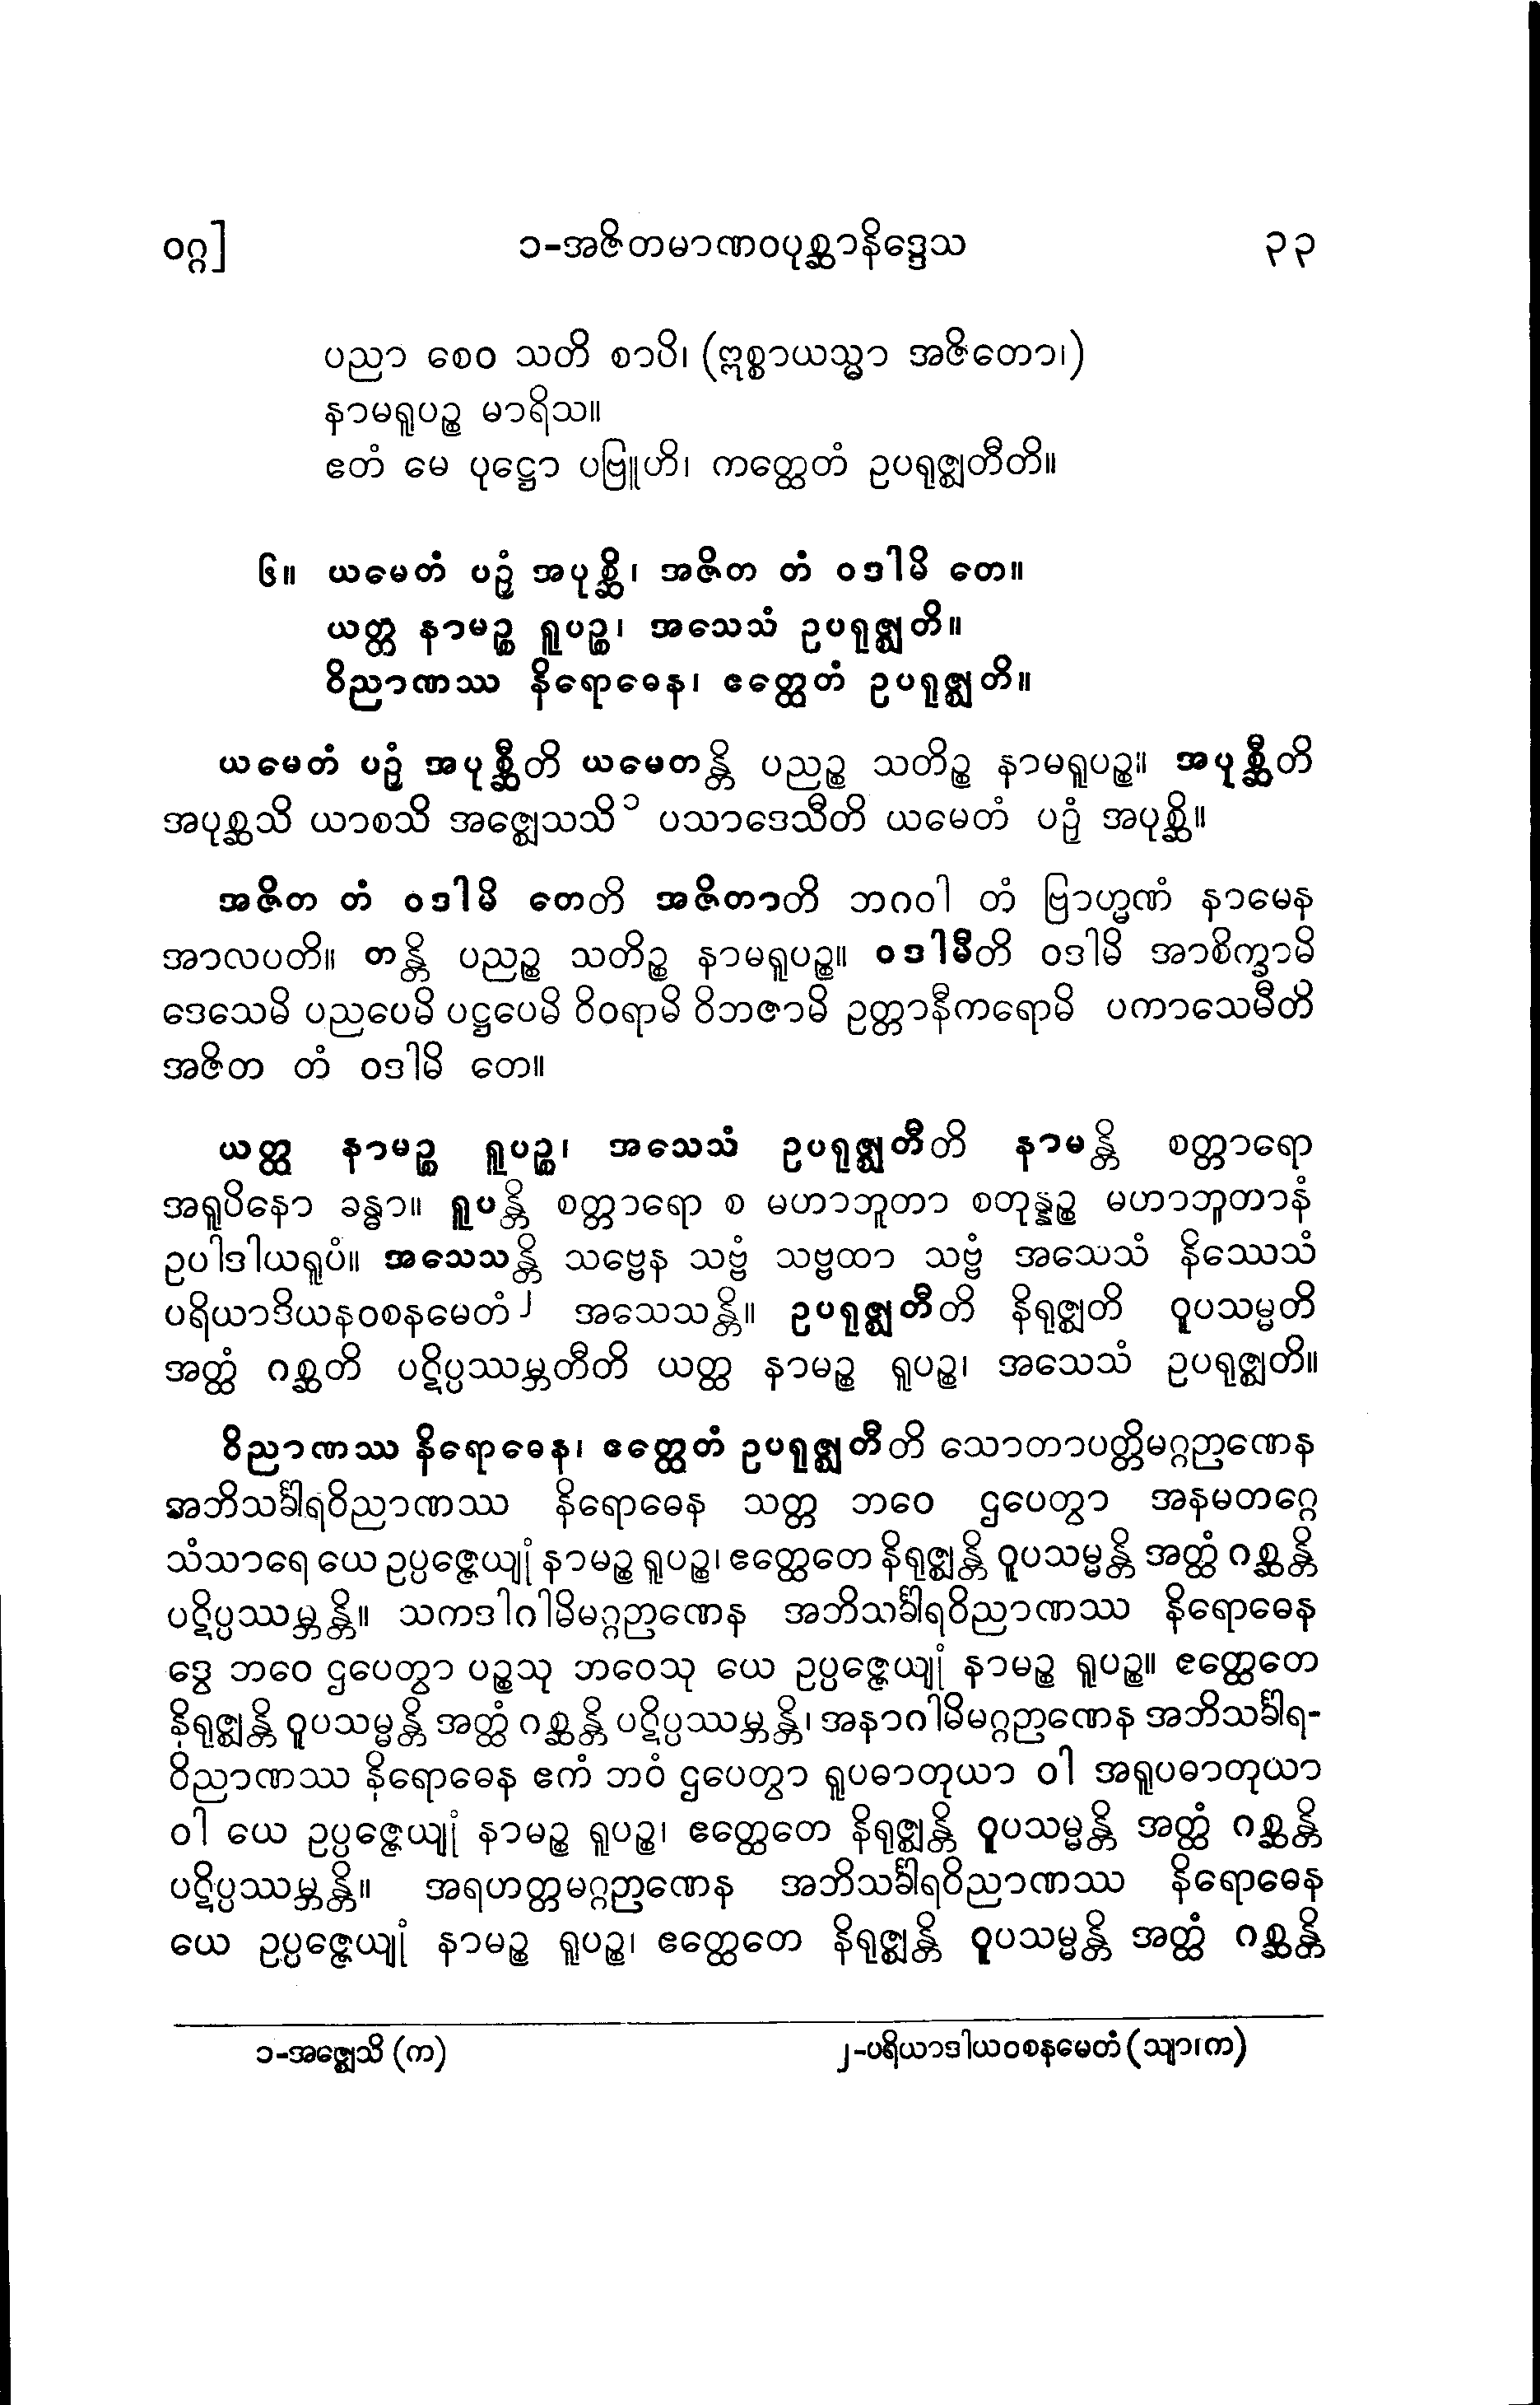 ဝဂ္ဂ] ၁-အဇိတမာဏဝပုစ္ဆာနိဒ္ဒေသ ၃၃
ပညာ စေဝ သတိ စာပိ၊ (ဣစ္စာယသ္မာ အဇိတော၊)
နာမရူပဉ္စ မာရိသ။
ဧတံ မေ ပုဋ္ဌော ပဗြူဟိ၊ ကတ္ထေတံ ဥပရုဇ္ဈတီတိ။
၆။ ယမေတံ ပဉှံ အပုစ္ဆိ၊ အဇိတ တံ ဝဒါမိ တေ။
ယတ္ထ နာမဉ္စ ရူပဉ္စ၊ အသေသံ ဥပရုဇ္ဈတိ။
ဝိညာဏဿ နိရောဓေန၊ ဧတ္ထေတံ ဥပရုဇ္ဈတိ။
ယမေတံ ပဉှံ အပုစ္ဆီတိ ယမေတန္တိ ပညဉ္စ သတိဉ္စ နာမရူပဉ္စ။ အပုစ္ဆီတိ
အပုစ္ဆသိ ယာစသိ အဇ္ဈေသသိ၁ ပသာဒေသီတိ ယမေတံ ပဉှံ အပုစ္ဆိ။
အဇိတ တံ ဝဒါမိ တေတိ အဇိတာတိ ဘဂဝါ တံ ဗြာဟ္မဏံ နာမေန
အာလပတိ။ တန္တိ ပညဉ္စ သတိဉ္စ နာမရူပဉ္စ။ ဝဒါမီတိ ဝဒါမိ အာစိက္ခာမိ
ဒေသေမိ ပညပေမိ ပဋ္ဌပေမိ ဝိဝရာမိ ဝိဘဇာမိ ဥတ္တာနီကရောမိ ပကာသေမီတိ
အဇိတ တံ ဝဒါမိ တေ။
ယတ္ထ နာမဉ္စ ရူပဉ္စ၊ အသေသံ ဥပရုဇ္ဈတီတိ နာမန္တိ စတ္တာရော
အရူပိနော ခန္ဓာ။ ရူပန္တိ စတ္တာရော စ မဟာဘူတာ စတုန္နဉ္စ မဟာဘူတာနံ
ဥပါဒါယရူပံ။ အသေသန္တိ သဗ္ဗေန သဗ္ဗံ သဗ္ဗထာ သဗ္ဗံ အသေသံ နိဿေသံ
ပရိယာဒိယနဝစနမေတံ၂ အသေသန္တိ။ ဥပရုဇ္ဈတီတိ နိရုဇ္ဈတိ ဝူပသမ္မတိ
အတ္ထံ ဂစ္ဆတိ ပဋိပ္ပဿမ္ဘတီတိ ယတ္ထ နာမဉ္စ ရူပဉ္စ၊ အသေသံ ဥပရုဇ္ဈတိ။
ဝိညာဏဿ နိရောဓေန၊ ဧတ္ထေတံ ဥပရုဇ္ဈတီတိ သောတာပတ္တိမဂ္ဂဉာဏေန
အဘိသင်္ခါရဝိညာဏဿ နိရောဓေန သတ္တ ဘဝေ ဌပေတွာ အနမတဂ္ဂေ
သံသာရေ ယေ ဥပ္ပဇ္ဇေယျုံ နာမဉ္စ ရူပဉ္စ၊ ဧတ္ထေတေ နိရုဇ္ဈန္တိ ဝူပသမ္မန္တိ အတ္ထံ ဂစ္ဆန္တိ
ပဋိပ္ပဿမ္ဘန္တိ။ သကဒါဂါမိမဂ္ဂဉာဏေန အဘိသင်္ခါရဝိညာဏဿ နိရောဓေန
ဒွေ ဘဝေ ဌပေတွာ ပဉ္စသု ဘဝေသု ယေ ဥပ္ပဇ္ဇေယျုံ နာမဉ္စ ရူပဉ္စ။ ဧတ္ထေတေ
နိရုဇ္ဈန္တိ ဝူပသမ္မန္တိ အတ္ထံ ဂစ္ဆန္တိ ပဋိပ္ပဿမ္ဘန္တိ၊ အနာဂါမိမဂ္ဂဉာဏေန အဘိသင်္ခါရ-
ဝိညာဏဿ နိရောဓေန ဧကံ ဘဝံ ဌပေတွာ ရူပဓာတုယာ ဝါ အရူပဓာတုယာ
ဝါ ယေ ဥပ္ပဇ္ဇေယျုံ နာမဉ္စ ရူပဉ္စ၊ ဧတ္ထေတေ နိရုဇ္ဈန္တိ ဝူပသမ္မန္တိ အတ္ထံ ဂစ္ဆန္တိ
ပဋိပ္ပဿမ္ဘန္တိ။ အရဟတ္တမဂ္ဂဉာဏေန အဘိသင်္ခါရဝိညာဏဿ နိရောဓေန
ယေ ဥပ္ပဇ္ဇေယျုံ နာမဉ္စ ရူပဉ္စ၊ ဧတ္ထေတေ နိရုဇ္ဈန္တိ ဝူပသမ္မန္တိ အတ္ထံ ဂစ္ဆန္တိ
၁-အဇ္ဈေသိ (က) ၂-ပရိယာဒါယဝစနမေတံ (သျာ၊က)